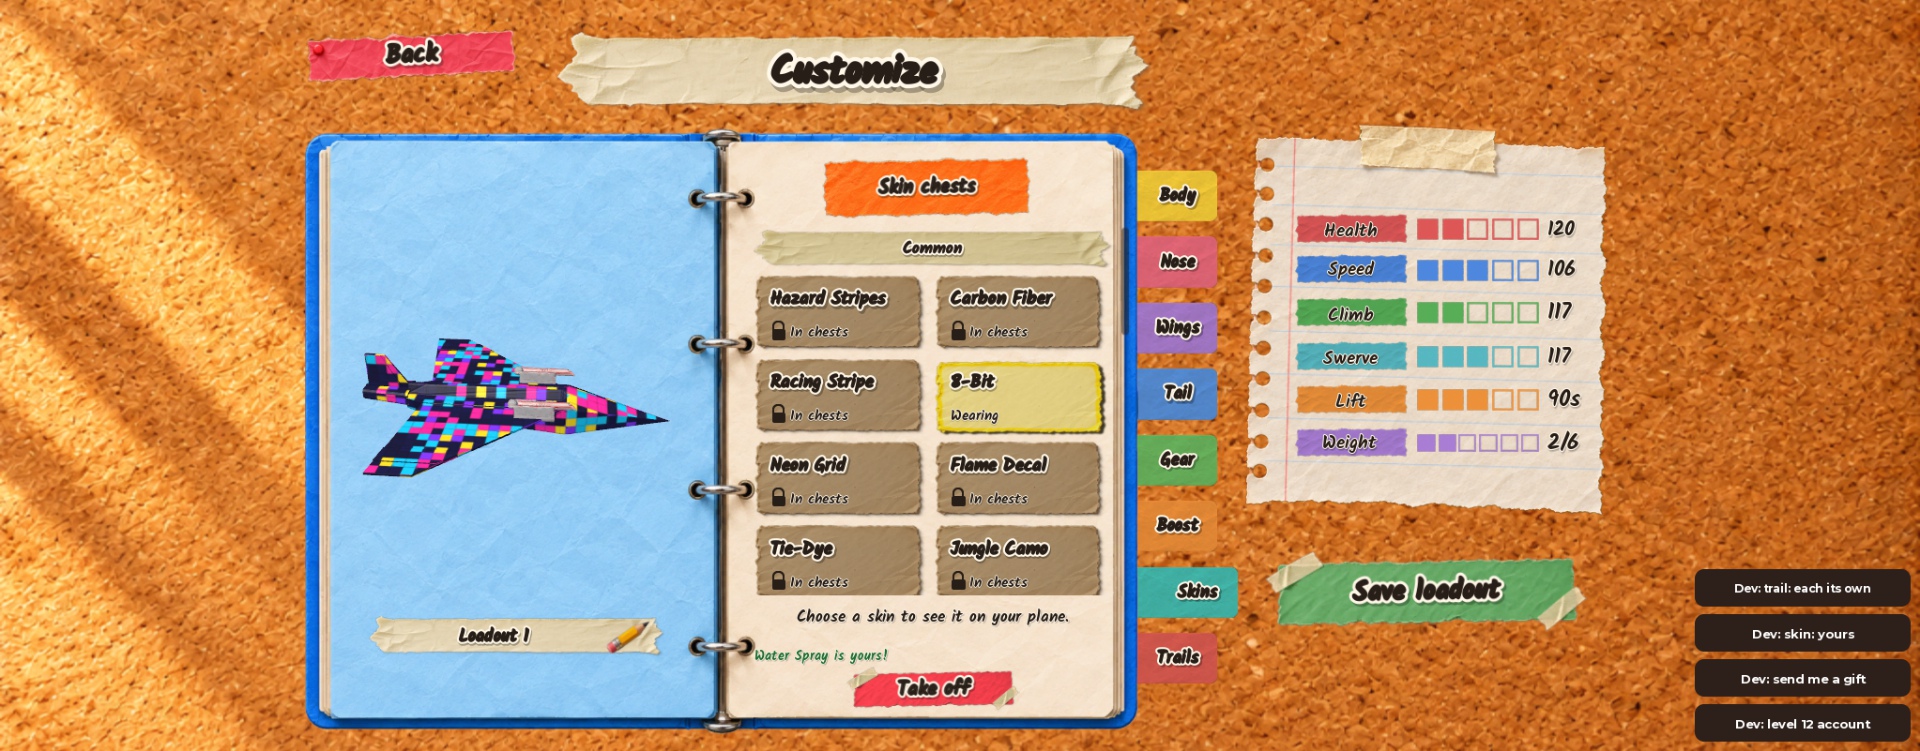 Back
Customize
Skin chests
Common
Hazard Stripes
In chests
Carbon Fiber
In chests
Racing Stripe
In chests
8-Bit
Wearing
Neon Grid
In chests
Flame Decal
In chests
Tie-Dye
In chests
Jungle Camo
In chests
Choose a skin to see it on your plane.
Water Spray is yours!
Take off
Loadout 1
Body
Nose
Wings
Tail
Gear
Boost
Skins
Trails
Health 120
Speed 106
Climb 117
Swerve 117
Lift 90s
Weight 2/6
Save loadout
Dev: trail: each its own
Dev: skin: yours
Dev: send me a gift
Dev: level 12 account